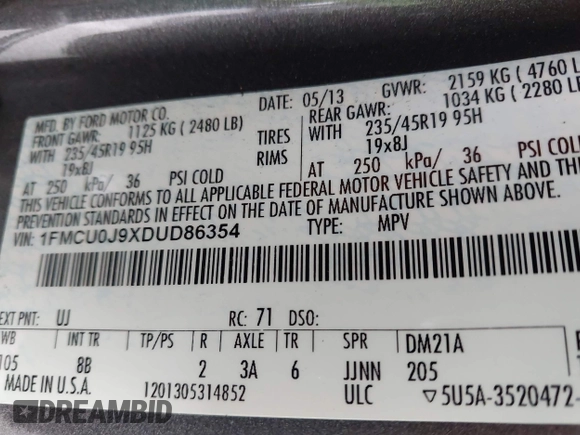 MFD. BY FORD MOTOR CO.
DATE: 05/13 GVWR: 2159 KG ( 4760 L
FRONT GAWR: 1125 KG ( 2480 LB)
REAR GAWR: 1034 KG ( 2280 LB
WITH 235/45R19 95H TIRES WITH 235/45R19 95H
19x8J RIMS 19x8J
AT 250 kPa/ 36 PSI COLD AT 250 kPa/ 36 PSI COLD
THIS VEHICLE CONFORMS TO ALL APPLICABLE FEDERAL MOTOR VEHICLE SAFETY AND
PREVENTION STANDARDS IN EFFECT ON THE DATE OF MANUFACTURE SHOWN ABOVE.
VIN: 1FMCU0J9XDUD86354 TYPE: MPV
EXT PNT: UJ RC: 71 DSO:
WB INT TR TP/PS R AXLE TR SPR DM21A
105 8B 2 3A 6 JJNN 205
MADE IN U.S.A. 1201305314852 ULC ▽5U5A-3520472-
DREAMBID